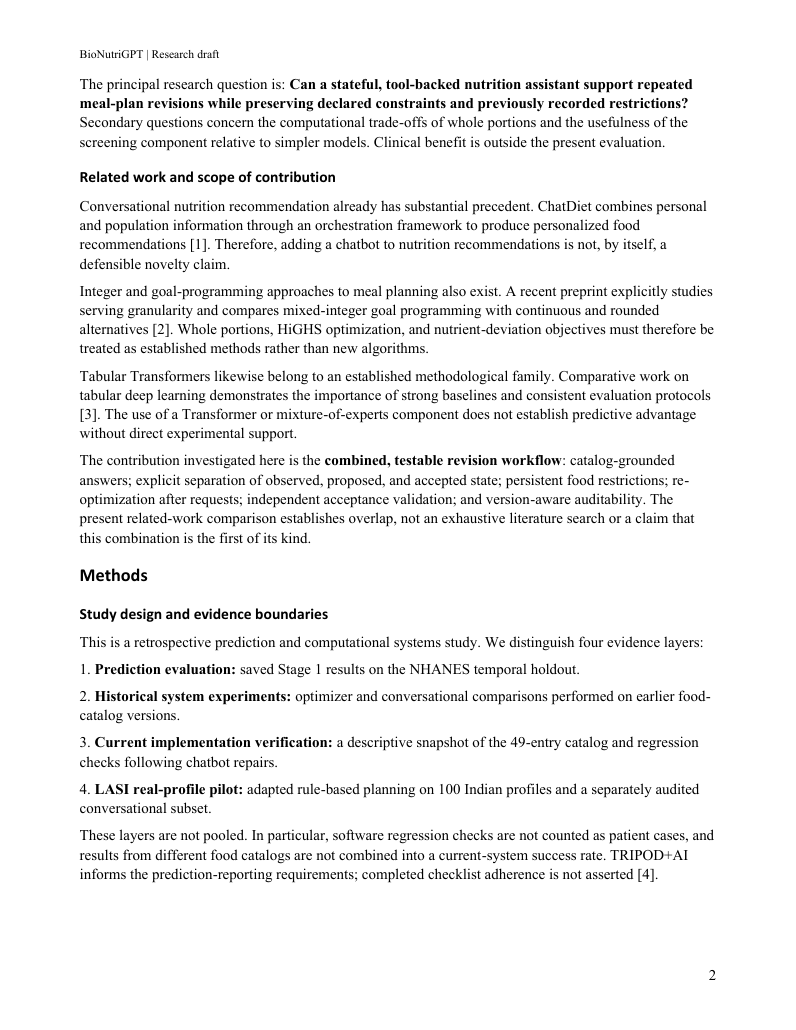 BioNutriGPT | Research draft
The principal research question is: Can a stateful, tool-backed nutrition assistant support repeated
meal-plan revisions while preserving declared constraints and previously recorded restrictions?
Secondary questions concern the computational trade-offs of whole portions and the usefulness of the
screening component relative to simpler models. Clinical benefit is outside the present evaluation.
Related work and scope of contribution
Conversational nutrition recommendation already has substantial precedent. ChatDiet combines personal
and population information through an orchestration framework to produce personalized food
recommendations [1]. Therefore, adding a chatbot to nutrition recommendations is not, by itself, a
defensible novelty claim.
Integer and goal-programming approaches to meal planning also exist. A recent preprint explicitly studies
serving granularity and compares mixed-integer goal programming with continuous and rounded
alternatives [2]. Whole portions, HiGHS optimization, and nutrient-deviation objectives must therefore be
treated as established methods rather than new algorithms.
Tabular Transformers likewise belong to an established methodological family. Comparative work on
tabular deep learning demonstrates the importance of strong baselines and consistent evaluation protocols
[3]. The use of a Transformer or mixture-of-experts component does not establish predictive advantage
without direct experimental support.
The contribution investigated here is the combined, testable revision workflow: catalog-grounded
answers; explicit separation of observed, proposed, and accepted state; persistent food restrictions; re-
optimization after requests; independent acceptance validation; and version-aware auditability. The
present related-work comparison establishes overlap, not an exhaustive literature search or a claim that
this combination is the first of its kind.
Methods
Study design and evidence boundaries
This is a retrospective prediction and computational systems study. We distinguish four evidence layers:
1. Prediction evaluation: saved Stage 1 results on the NHANES temporal holdout.
2. Historical system experiments: optimizer and conversational comparisons performed on earlier food-
catalog versions.
3. Current implementation verification: a descriptive snapshot of the 49-entry catalog and regression
checks following chatbot repairs.
4. LASI real-profile pilot: adapted rule-based planning on 100 Indian profiles and a separately audited
conversational subset.
These layers are not pooled. In particular, software regression checks are not counted as patient cases, and
results from different food catalogs are not combined into a current-system success rate. TRIPOD+AI
informs the prediction-reporting requirements; completed checklist adherence is not asserted [4].
2